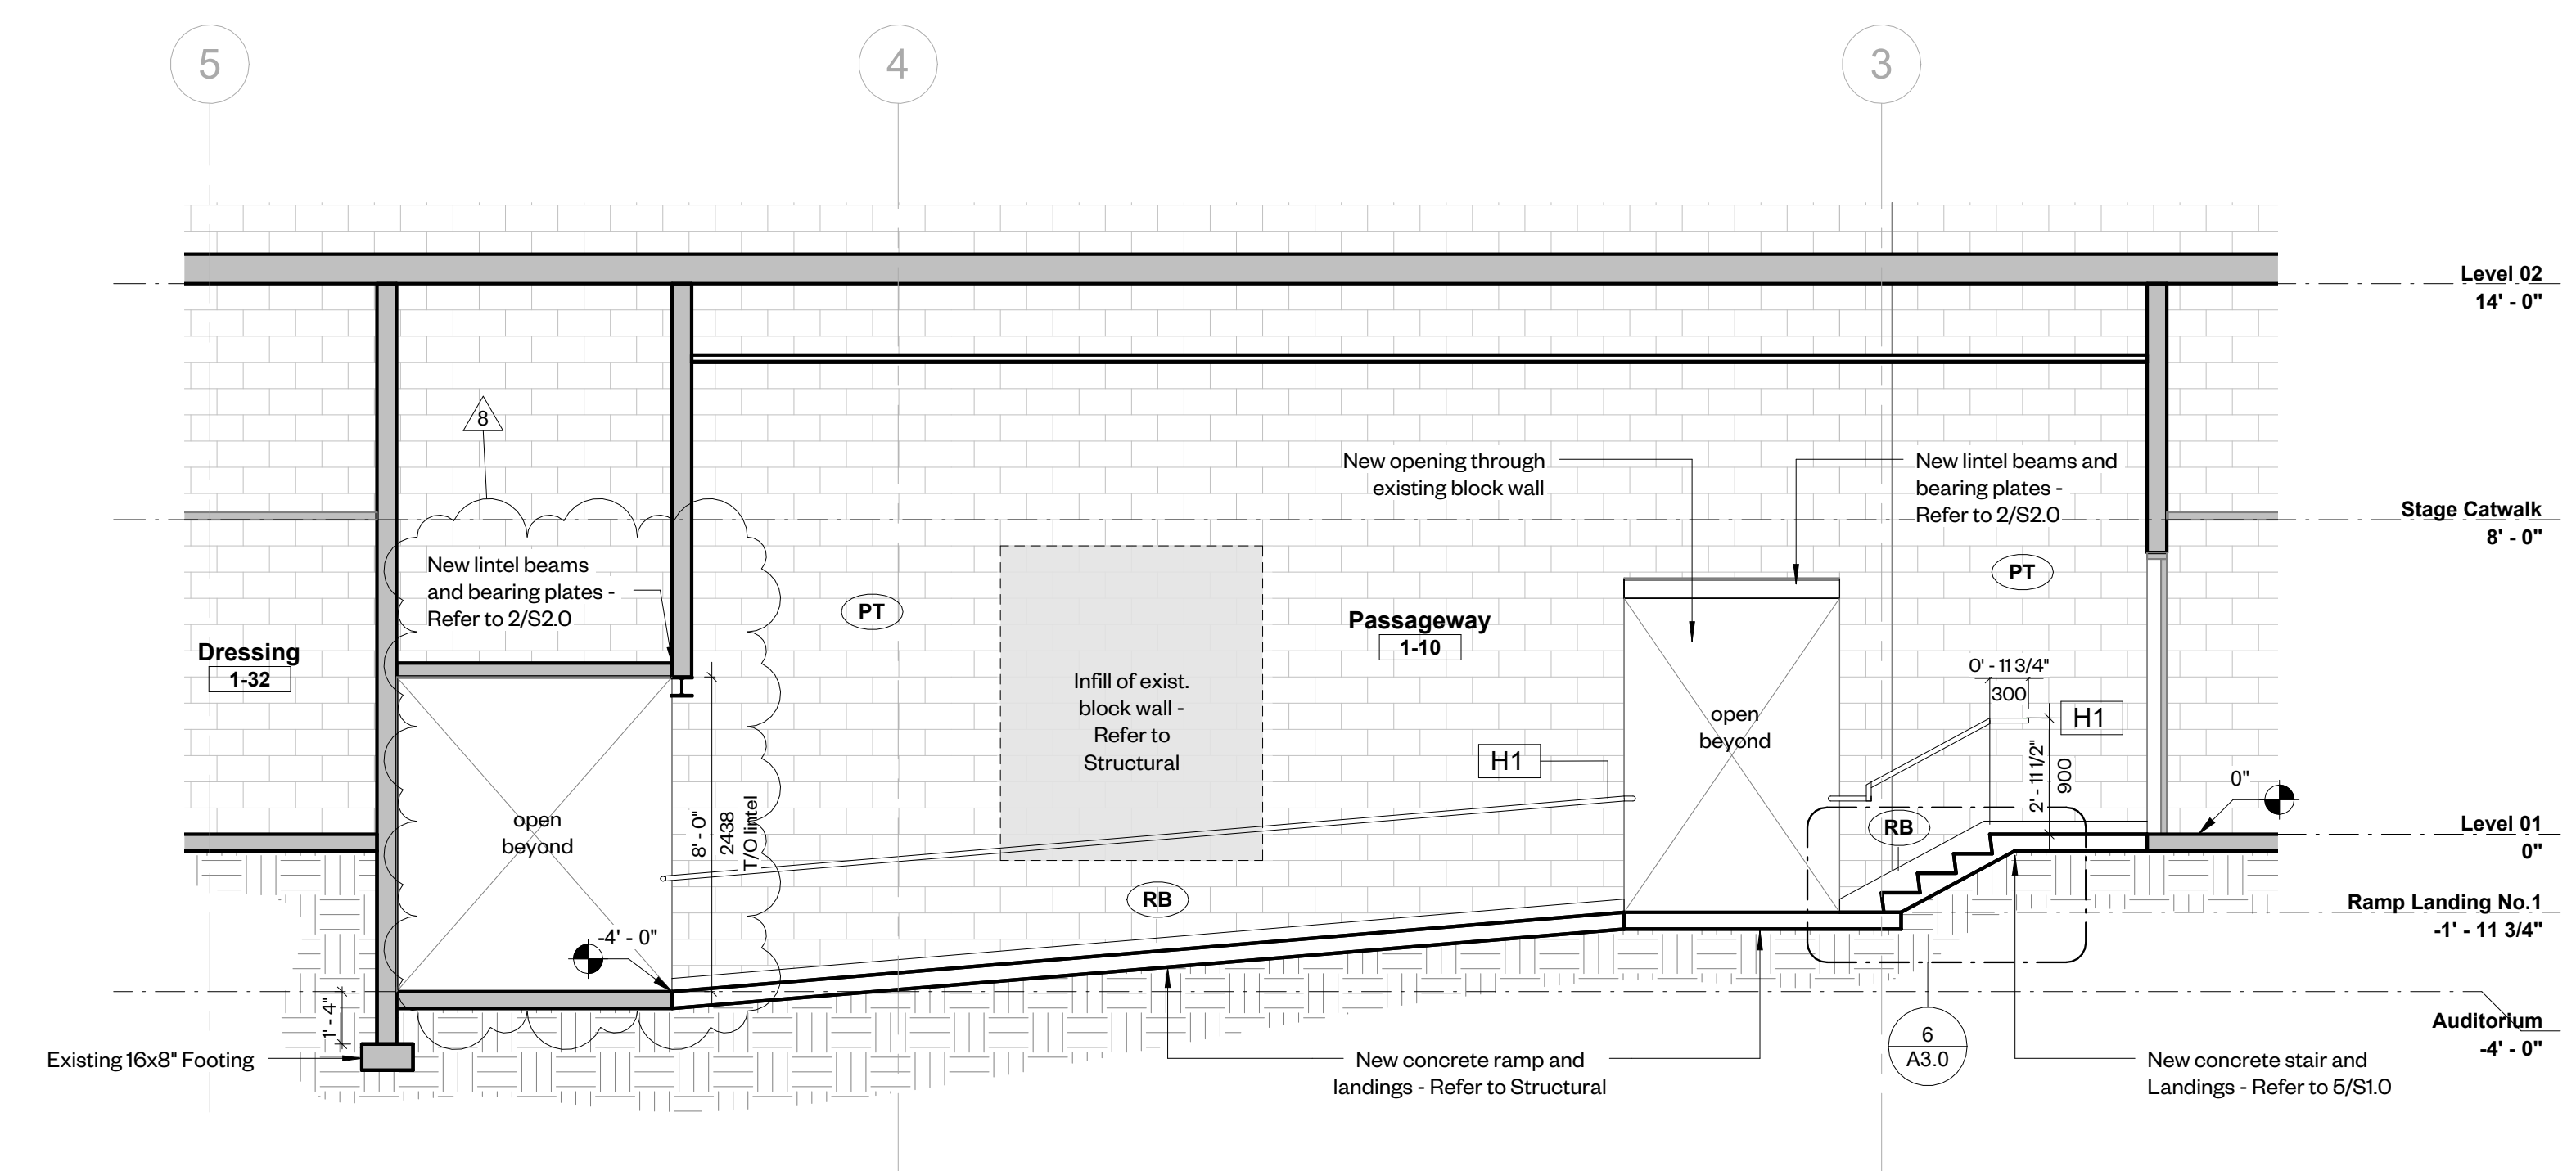 5
4
3
Level 02
14' - 0"
8
New opening through
existing block wall
New lintel beams and
bearing plates -
Refer to 2/S2.0
Stage Catwalk
8' - 0"
New lintel beams
and bearing plates -
Refer to 2/S2.0
PT
PT
Dressing
1-32
Passageway
1-10
Infill of exist.
block wall -
Refer to
Structural
open
beyond
0' - 11 3/4"
300
H1
H1
2' - 11 1/2"
900
0"
open
beyond
8' - 0"
2438
T/O lintel
RB
Level 01
0"
RB
Ramp Landing No.1
-1' - 11 3/4"
-4' - 0"
1' - 4"
Auditorium
-4' - 0"
6
A3.0
Existing 16x8" Footing
New concrete ramp and
landings - Refer to Structural
New concrete stair and
Landings - Refer to 5/S1.0